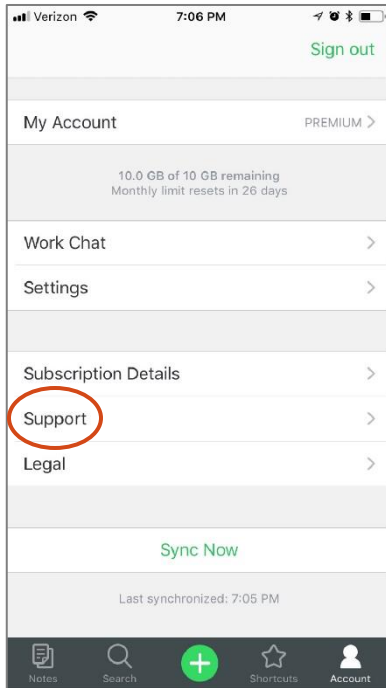 Verizon 7:06 PM
Sign out
My Account PREMIUM
10.0 GB of 10 GB remaining
Monthly limit resets in 26 days
Work Chat
Settings
Subscription Details
Support
Legal
Sync Now
Last synchronized: 7:05 PM
Notes Search Shortcuts Account